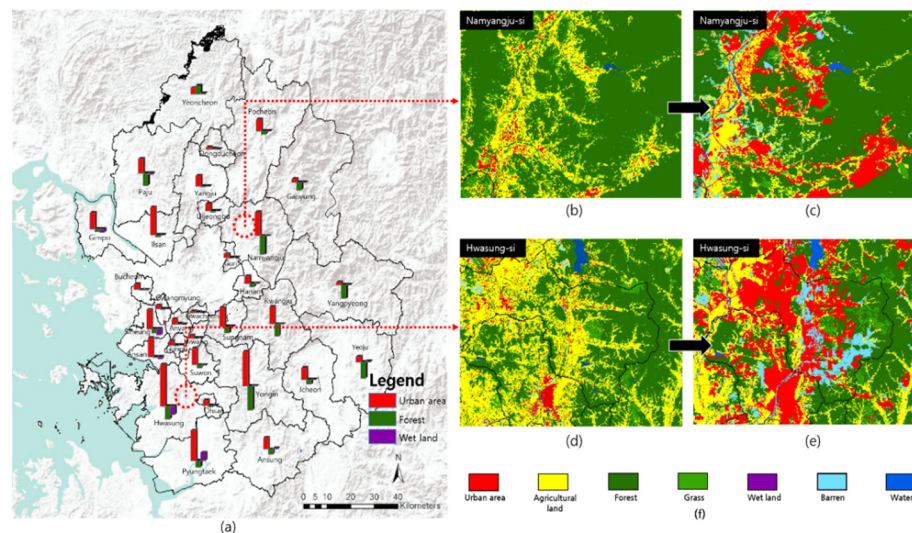 Yeoncheon
Pocheon
Dongducheon
Paju
Yangju
Gapyung
Uijeongbu
Gimpo
Ilsan
Namyangju
Guri
Bucheon
Hanam
Yangpyeong
Gwangmyung
Kwangju
Anyang
Sungnam
Ansan
Suwon
Yeoju
Yongin
Icheon
Hwasung
Osan
Pyungtaek
Ansung
Legend
Urban area
Forest
Wet land
N
0 5 10 20 30 40
Kilometers
(a)
Namyangju-si
(b)
Namyangju-si
(c)
Hwasung-si
(d)
Hwasung-si
(e)
Urban area
Agricultural
land
Forest
Grass
Wet land
Barren
Water
(f)